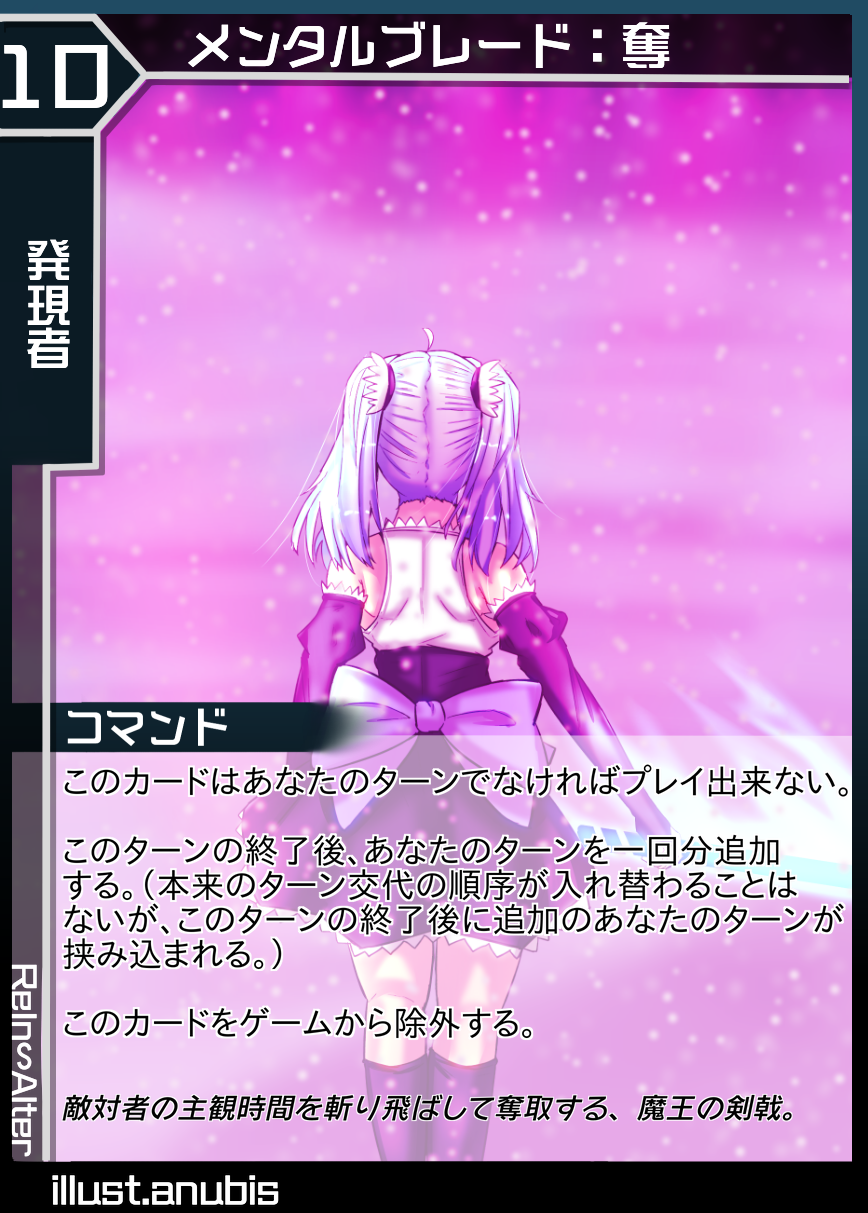 10
メンタルブレード：奪
発現者
コマンド
このカードはあなたのターンでなければプレイ出来ない。
このターンの終了後、あなたのターンを一回分追加
する。（本来のターン交代の順序が入れ替わることは
ないが、このターンの終了後に追加のあなたのターンが
挟み込まれる。）
このカードをゲームから除外する。
敵対者の主観時間を斬り飛ばして奪取する、魔王の剣戟。
ReIn∽Alter
illust.anubis